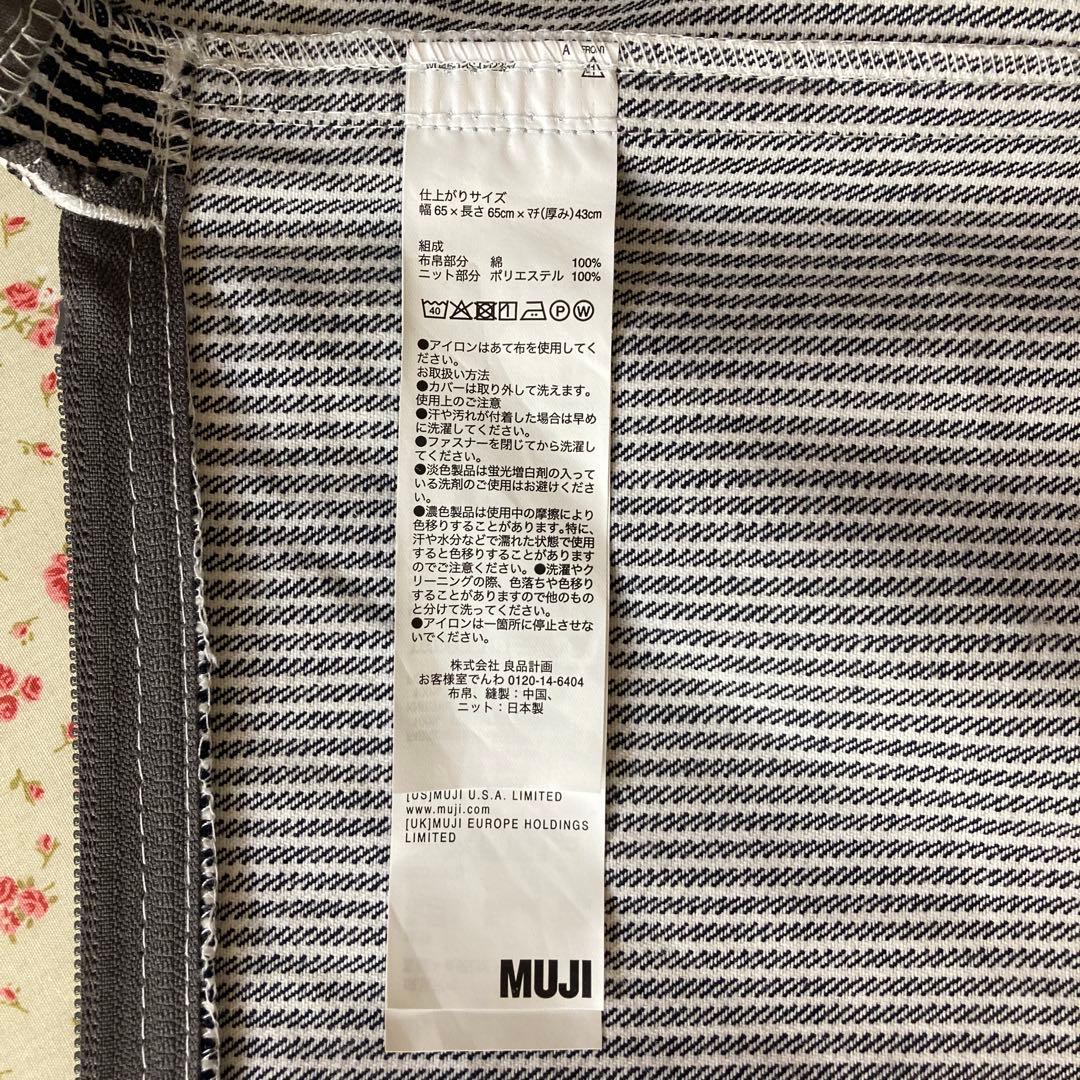 A FRONT
仕上がりサイズ
幅 65 × 長さ 65cm × マチ(厚み) 43cm
組成
布帛部分 綿 100%
ニット部分 ポリエステル 100%
40 P W
●アイロンはあて布を使用してく
ださい。
お取扱い方法
●カバーは取り外して洗えます。
使用上のご注意
●汗や汚れが付着した場合は早め
に洗濯してください。
●ファスナーを閉じてから洗濯し
てください。
●淡色製品は蛍光増白剤の入って
いる洗剤のご使用はお避けくださ
い。
●濃色製品は使用中の摩擦により
色移りすることがあります。特に、
汗や水分などで濡れた状態で使用
すると色移りすることがあります
のでご注意ください。●洗濯やク
リーニングの際、色落ちや色移り
することがありますので他のもの
と分けて洗ってください。
●アイロンは一箇所に停止させな
いでください。
株式会社 良品計画
お客様室でんわ 0120-14-6404
布帛、縫製：中国、
ニット：日本製
[US]MUJI U.S.A. LIMITED
www.muji.com
[UK]MUJI EUROPE HOLDINGS
LIMITED
MUJI